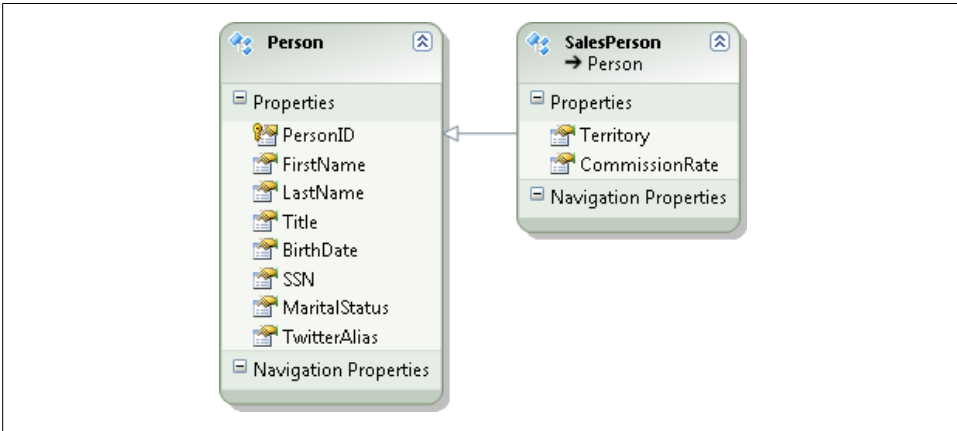 Person
Properties
PersonID
FirstName
LastName
Title
BirthDate
SSN
MaritalStatus
TwitterAlias
Navigation Properties
SalesPerson
→ Person
Properties
Territory
CommissionRate
Navigation Properties